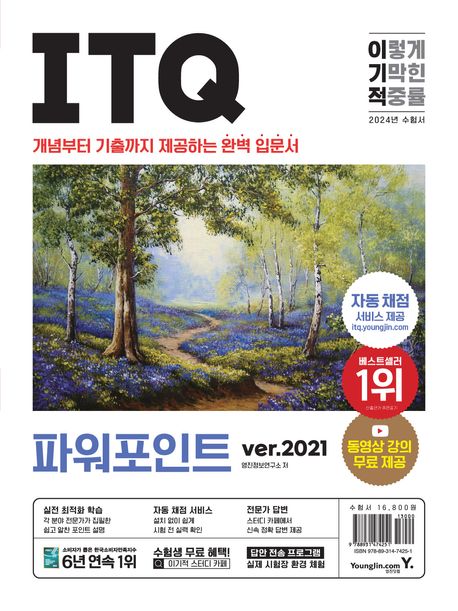 ITQ
이렇게
기막힌
적중률
2024년 수험서
개념부터 기출까지 제공하는 완벽 입문서
자동 채점
서비스 제공
itq.youngjin.com
베스트셀러
1위
동영상 강의
무료 제공
파워포인트 ver.2021
영진정보연구소 저
실전 최적화 학습
각 분야 전문가가 집필한
쉽고 알찬 포인트 설명
자동 채점 서비스
설치 없이 쉽게
시험 전 실력 확인
전문가 답변
스터디 카페에서
신속 정확 답변 제공
수험서 16,800원
13000
9 788931 474251
ISBN 978-89-314-7425-1
소비자가 뽑은 한국소비자만족지수
6년 연속 1위
수험생 무료 혜택!
이기적 스터디 카페
답안 전송 프로그램
실제 시험장 환경 체험
YoungJin.com Y.
영진닷컴